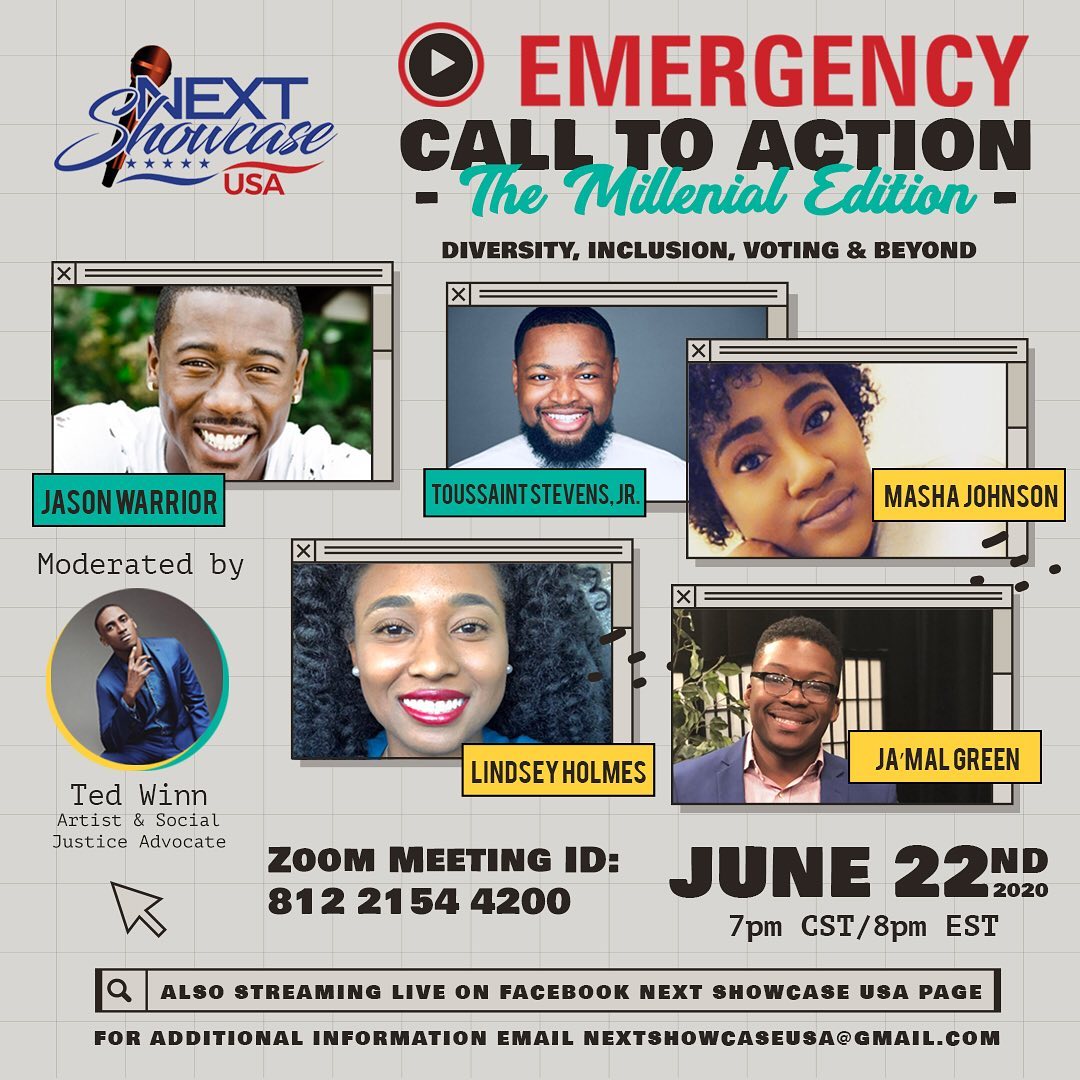 NEXT
Showcase
USA
EMERGENCY
CALL TO ACTION
- The Millenial Edition -
DIVERSITY, INCLUSION, VOTING & BEYOND
JASON WARRIOR
TOUSSAINT STEVENS, JR.
MASHA JOHNSON
Moderated by
Ted Winn
Artist & Social
Justice Advocate
LINDSEY HOLMES
JA'MAL GREEN
ZOOM MEETING ID:
812 2154 4200
JUNE 22ND
2020
7pm CST/8pm EST
ALSO STREAMING LIVE ON FACEBOOK NEXT SHOWCASE USA PAGE
FOR ADDITIONAL INFORMATION EMAIL NEXTSHOWCASEUSA@GMAIL.COM